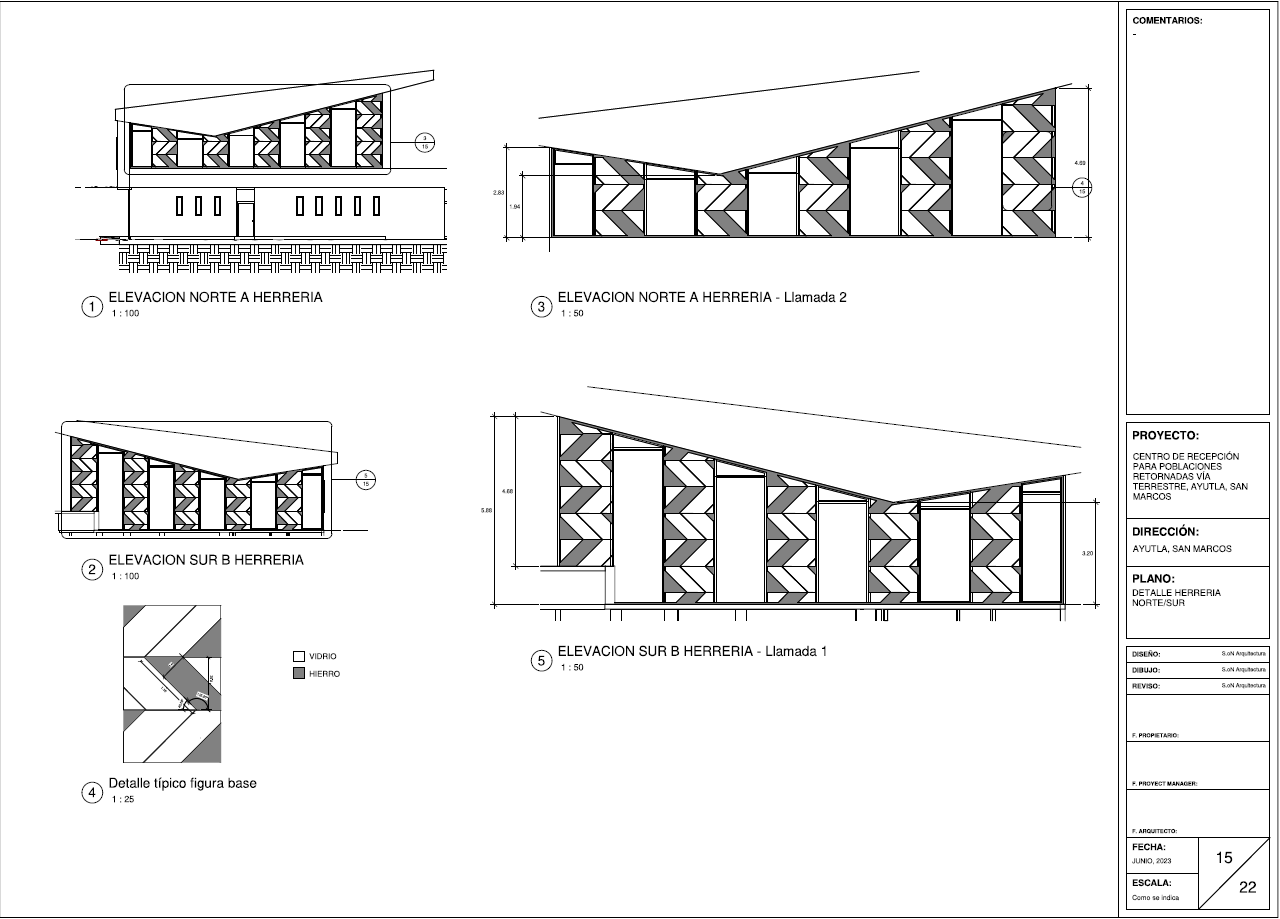 3
15
1
ELEVACION NORTE A HERRERIA
1 : 100
2.83
1.94
4.69
4
15
3
ELEVACION NORTE A HERRERIA - Llamada 2
1 : 50
5
15
2
ELEVACION SUR B HERRERIA
1 : 100
4.68
5.88
3.20
5
ELEVACION SUR B HERRERIA - Llamada 1
1 : 50
VIDRIO
HIERRO
4
Detalle típico figura base
1 : 25
COMENTARIOS:
-
PROYECTO:
CENTRO DE RECEPCIÓN
PARA POBLACIONES
RETORNADAS VÍA
TERRESTRE, AYUTLA, SAN
MARCOS
DIRECCIÓN:
AYUTLA, SAN MARCOS
PLANO:
DETALLE HERRERIA
NORTE/SUR
DISEÑO: S.oN Arquitectura
DIBUJO: S.oN Arquitectura
REVISO: S.oN Arquitectura
F. PROPIETARIO:
F. PROYECT MANAGER:
F. ARQUITECTO:
FECHA:
JUNIO, 2023
ESCALA:
Como se indica
15
22